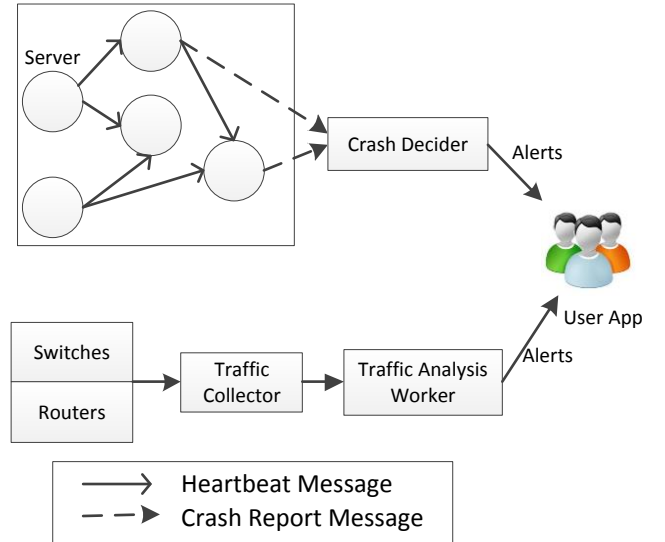 Server
Crash Decider
Alerts
User App
Switches
Routers
Traffic
Collector
Traffic Analysis
Worker
Alerts
Heartbeat Message
Crash Report Message